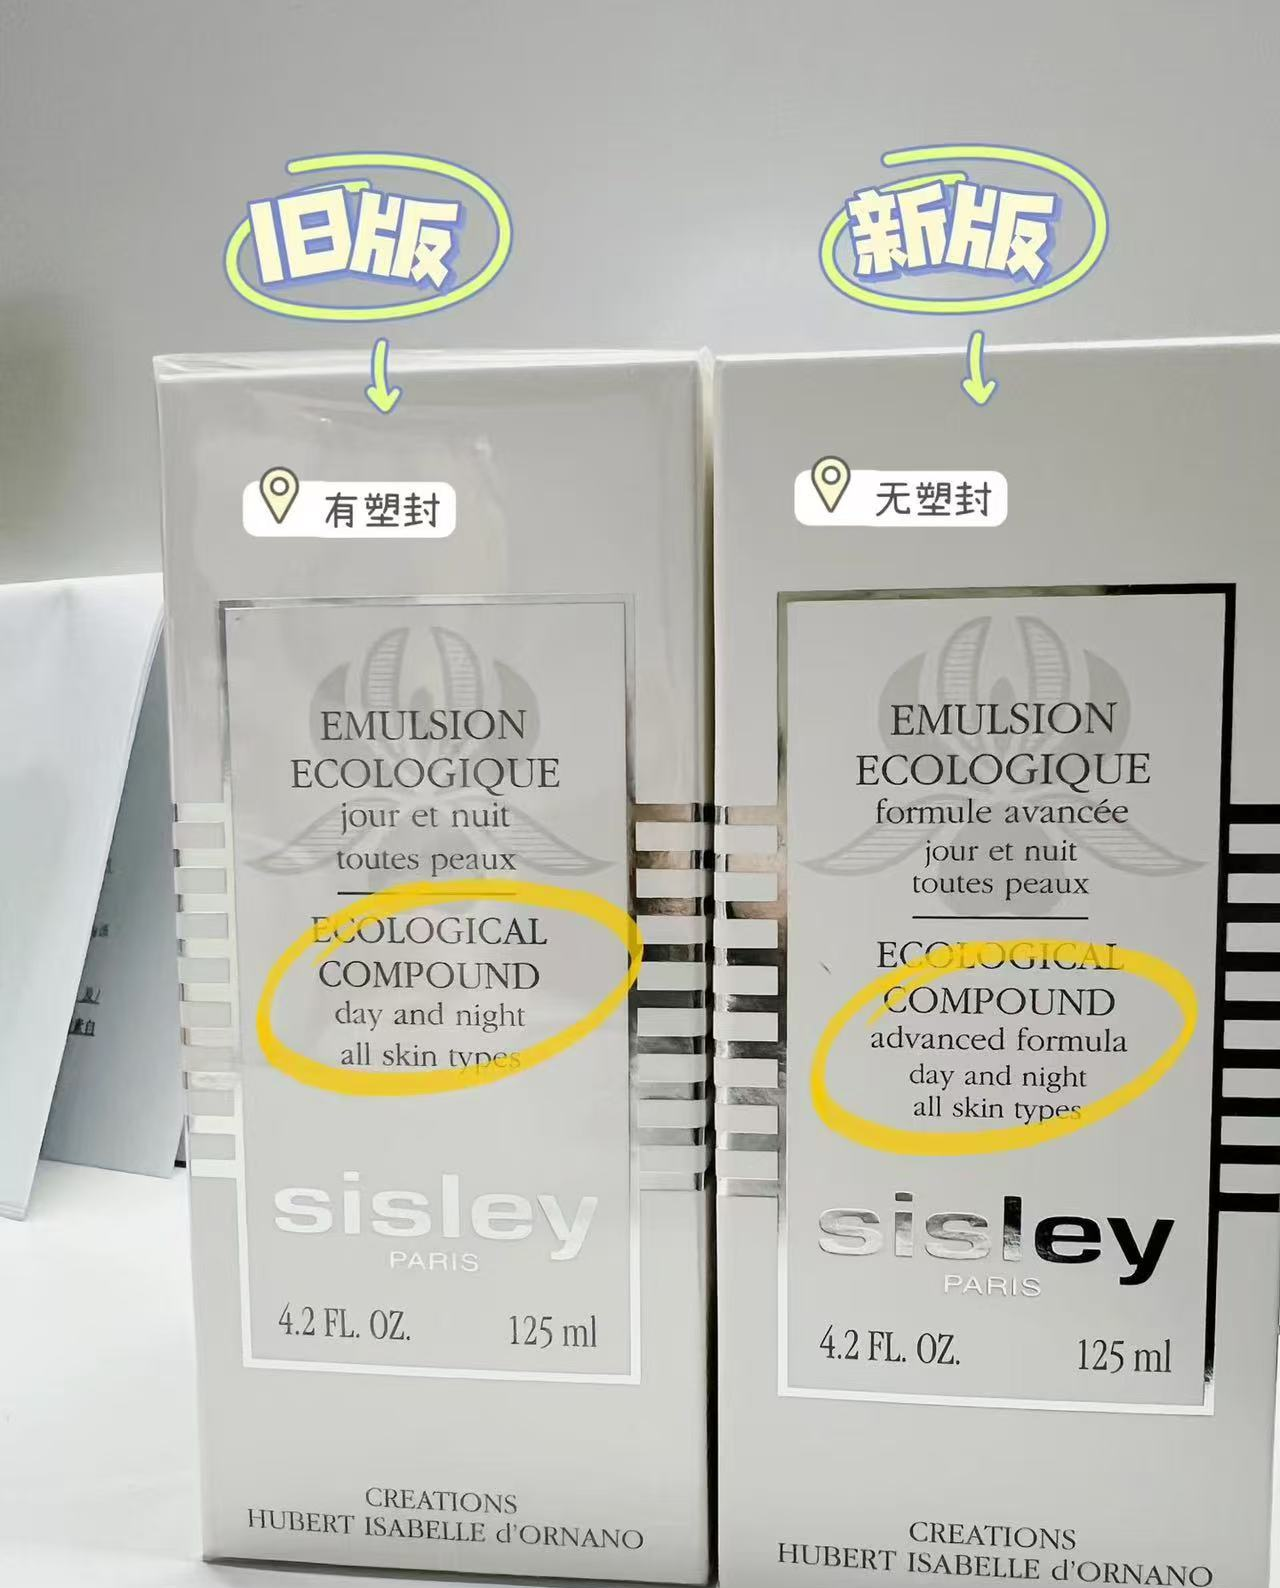 旧版
有塑封
EMULSION
ECOLOGIQUE
jour et nuit
toutes peaux
ECOLOGICAL
COMPOUND
day and night
all skin types
sisley
PARIS
4.2 FL. OZ. 125 ml
CREATIONS
HUBERT ISABELLE d'ORNANO
新版
无塑封
EMULSION
ECOLOGIQUE
formule avancée
jour et nuit
toutes peaux
ECOLOGICAL
COMPOUND
advanced formula
day and night
all skin types
sisley
PARIS
4.2 FL. OZ. 125 ml
CREATIONS
HUBERT ISABELLE d'ORNANO